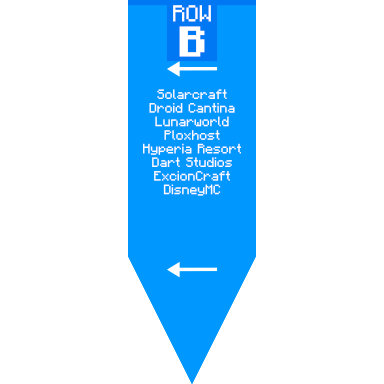 ROW
B
Solarcraft
Droid Cantina
Lunarworld
Ploxhost
Hyperia Resort
Dart Studios
ExcionCraft
DisneyMC